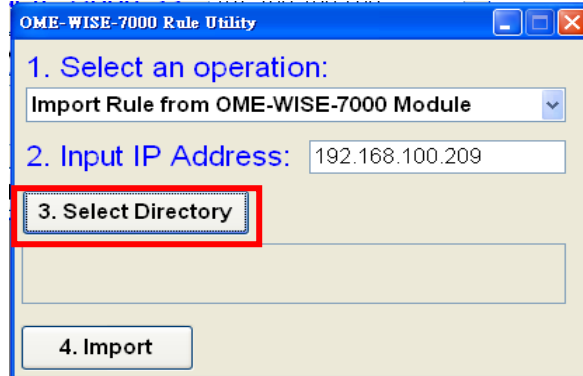 OME-WISE-7000 Rule Utility
1. Select an operation:
Import Rule from OME-WISE-7000 Module
2. Input IP Address: 192.168.100.209
3. Select Directory
4. Import